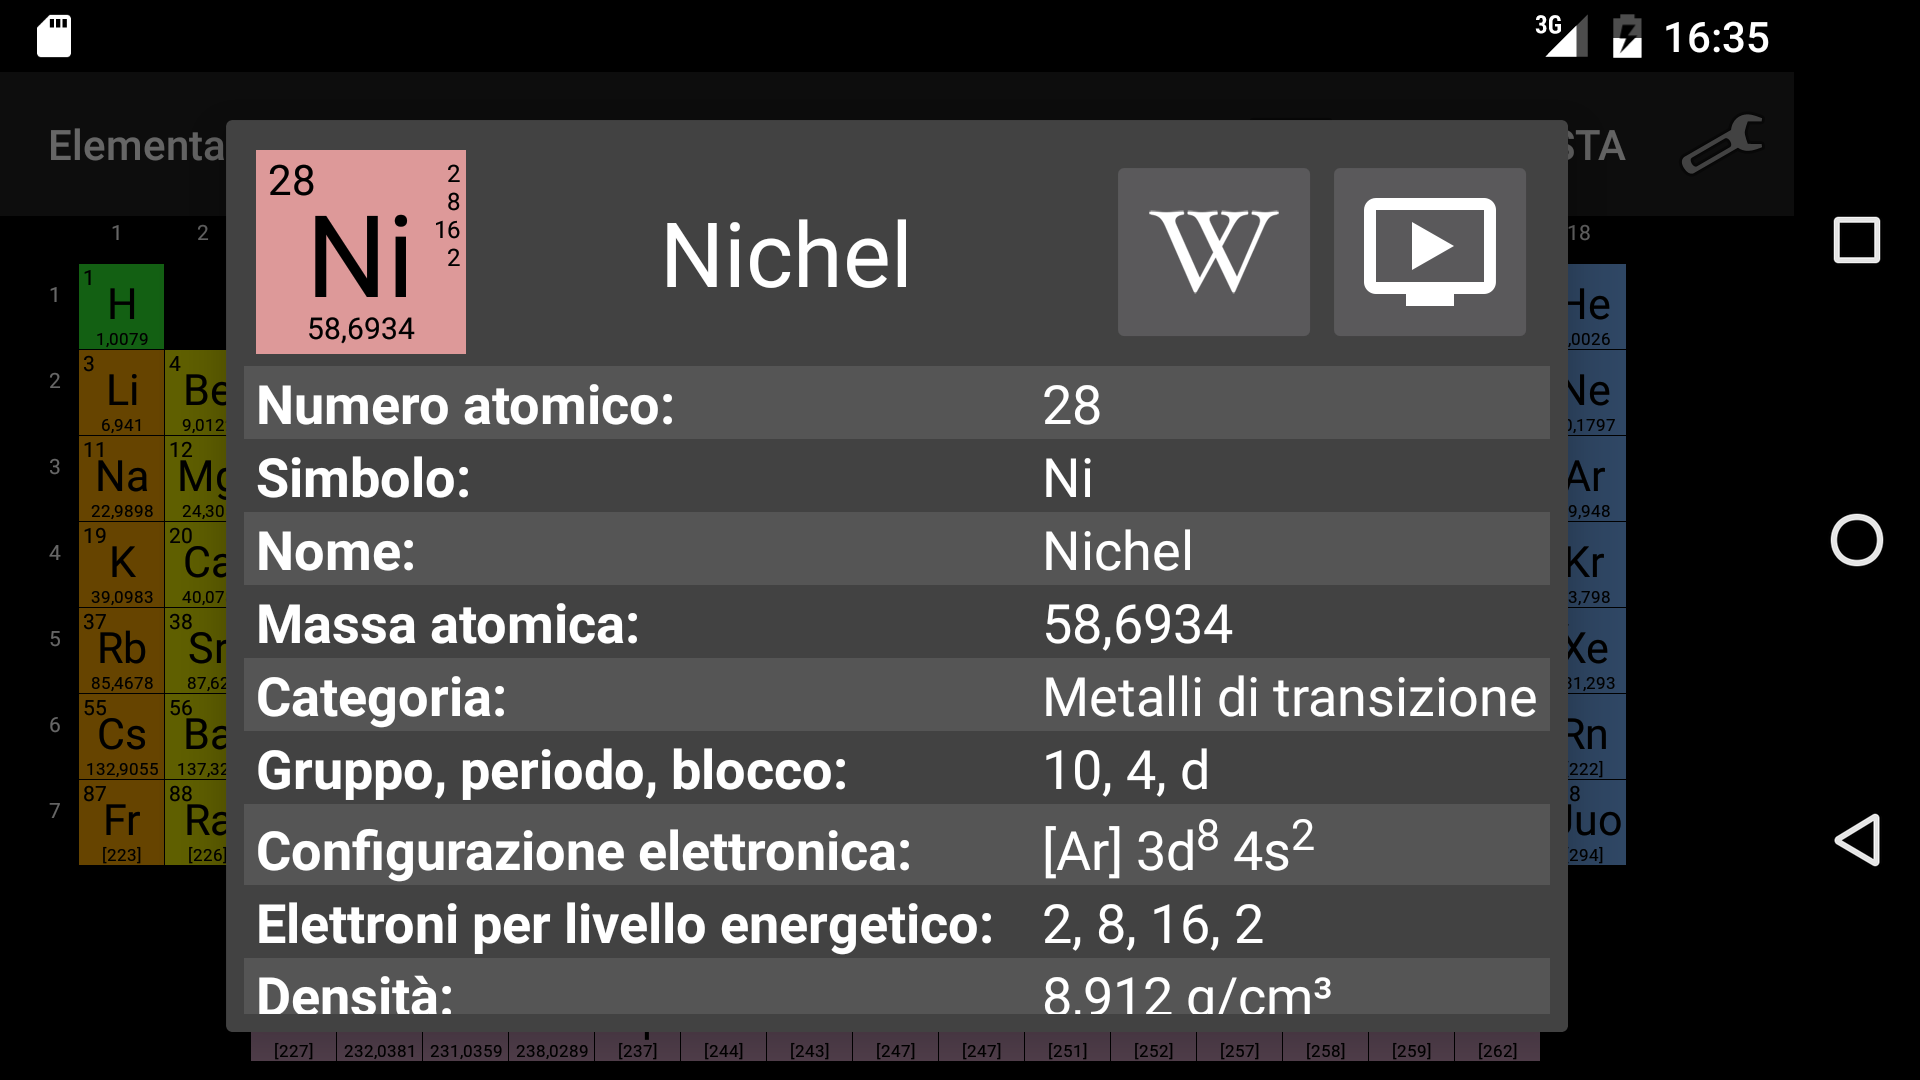 3G 16:35
Elementa
STA
28
2
8
16
2
Ni
58,6934
Nichel
W
Numero atomico: 28
Simbolo: Ni
Nome: Nichel
Massa atomica: 58,6934
Categoria: Metalli di transizione
Gruppo, periodo, blocco: 10, 4, d
Configurazione elettronica: [Ar] 3d⁸ 4s²
Elettroni per livello energetico: 2, 8, 16, 2
Densità: 8,912 g/cm³
1 2 18
1
1
H
1,0079
He
,0026
2
3 4
Li Be
6,941 9,012
Ne
0,1797
3
11 12
Na Mg
22,9898 24,30
Ar
9,948
4
19 20
K Ca
39,0983 40,07
Kr
3,798
5
37 38
Rb Sr
85,4678 87,62
Xe
31,293
6
55 56
Cs Ba
132,9055 137,32
Rn
222]
7
87 88 8
Fr Ra Juo
[223] [226] 294]
[227] 232,0381 231,0359 238,0289 [237] [244] [243] [247] [247] [251] [252] [257] [258] [259] [262]